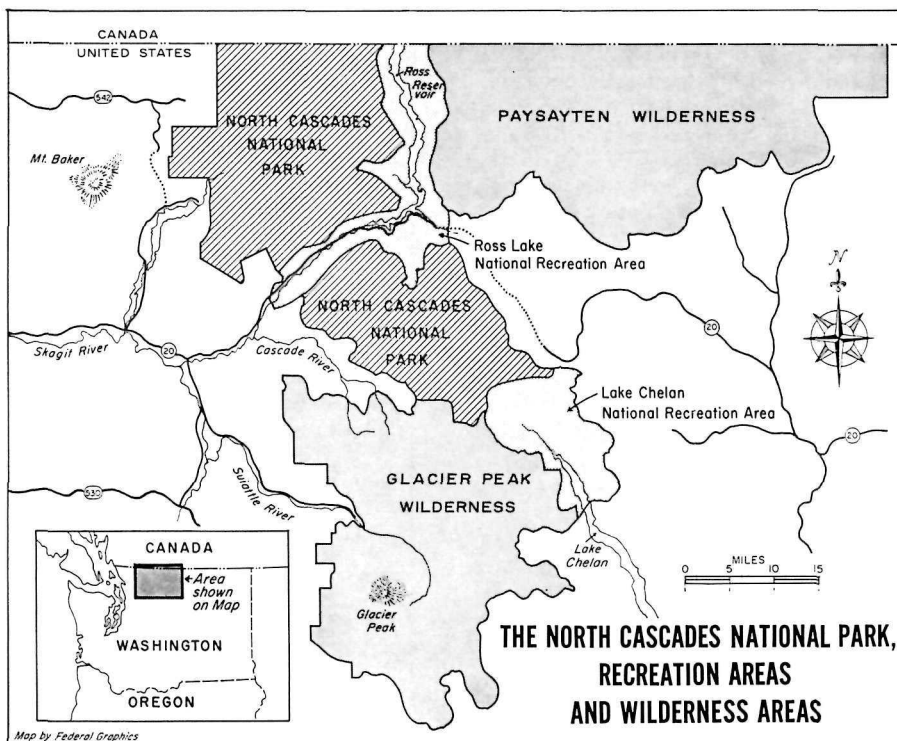 CANADA
UNITED STATES
542
Mt. Baker
NORTH CASCADES
NATIONAL
PARK
Ross
Reser
voir
PAYSAYTEN WILDERNESS
Ross Lake
National Recreation Area
NORTH CASCADES
NATIONAL
PARK
N
Skagit River
20
Cascade River
20
Lake Chelan
National Recreation Area
20
530
Suiattle River
GLACIER PEAK
WILDERNESS
Lake
Chelan
Glacier
Peak
MILES
0 5 10 15
CANADA
Area
shown
on Map
WASHINGTON
OREGON
THE NORTH CASCADES NATIONAL PARK,
RECREATION AREAS
AND WILDERNESS AREAS
Map by Federal Graphics